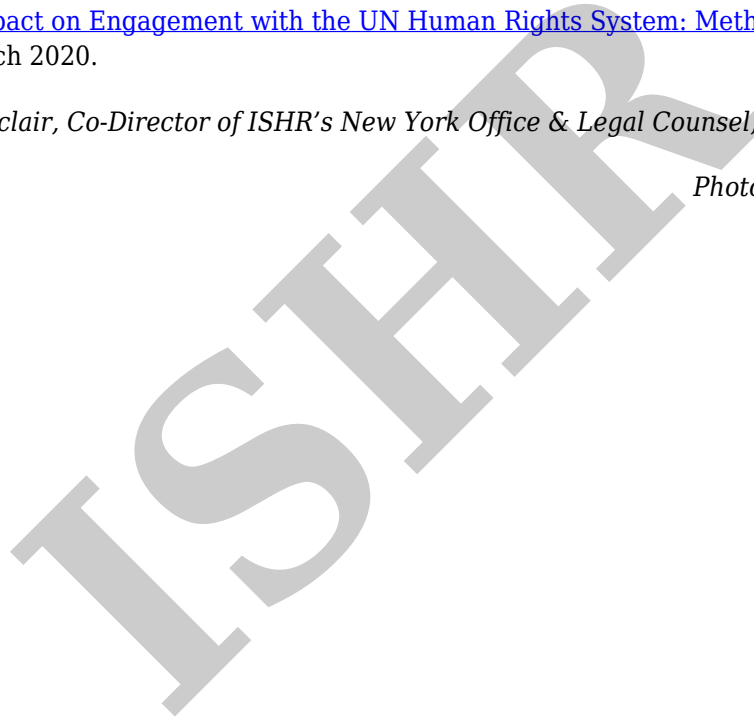 pact on Engagement with the UN Human Rights System: Meth
ch 2020.
clair, Co-Director of ISHR’s New York Office & Legal Counsel,
Photo
ISHR